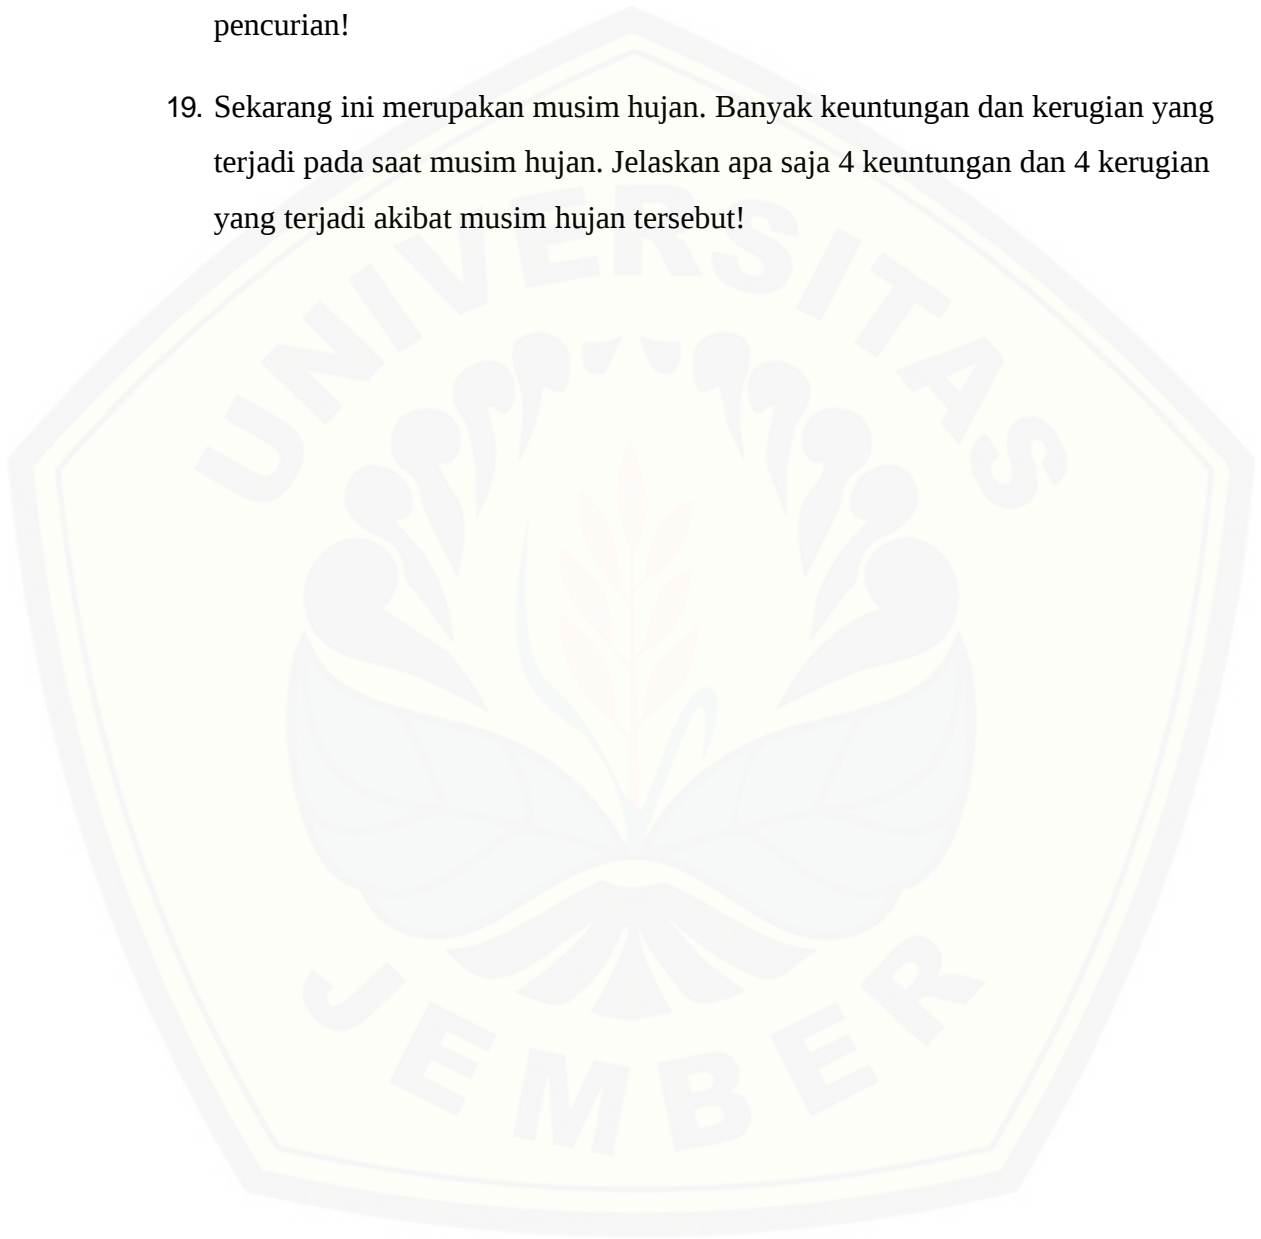 pencurian!
19. Sekarang ini merupakan musim hujan. Banyak keuntungan dan kerugian yang
terjadi pada saat musim hujan. Jelaskan apa saja 4 keuntungan dan 4 kerugian
yang terjadi akibat musim hujan tersebut!
UNIVERSITAS
JEMBER